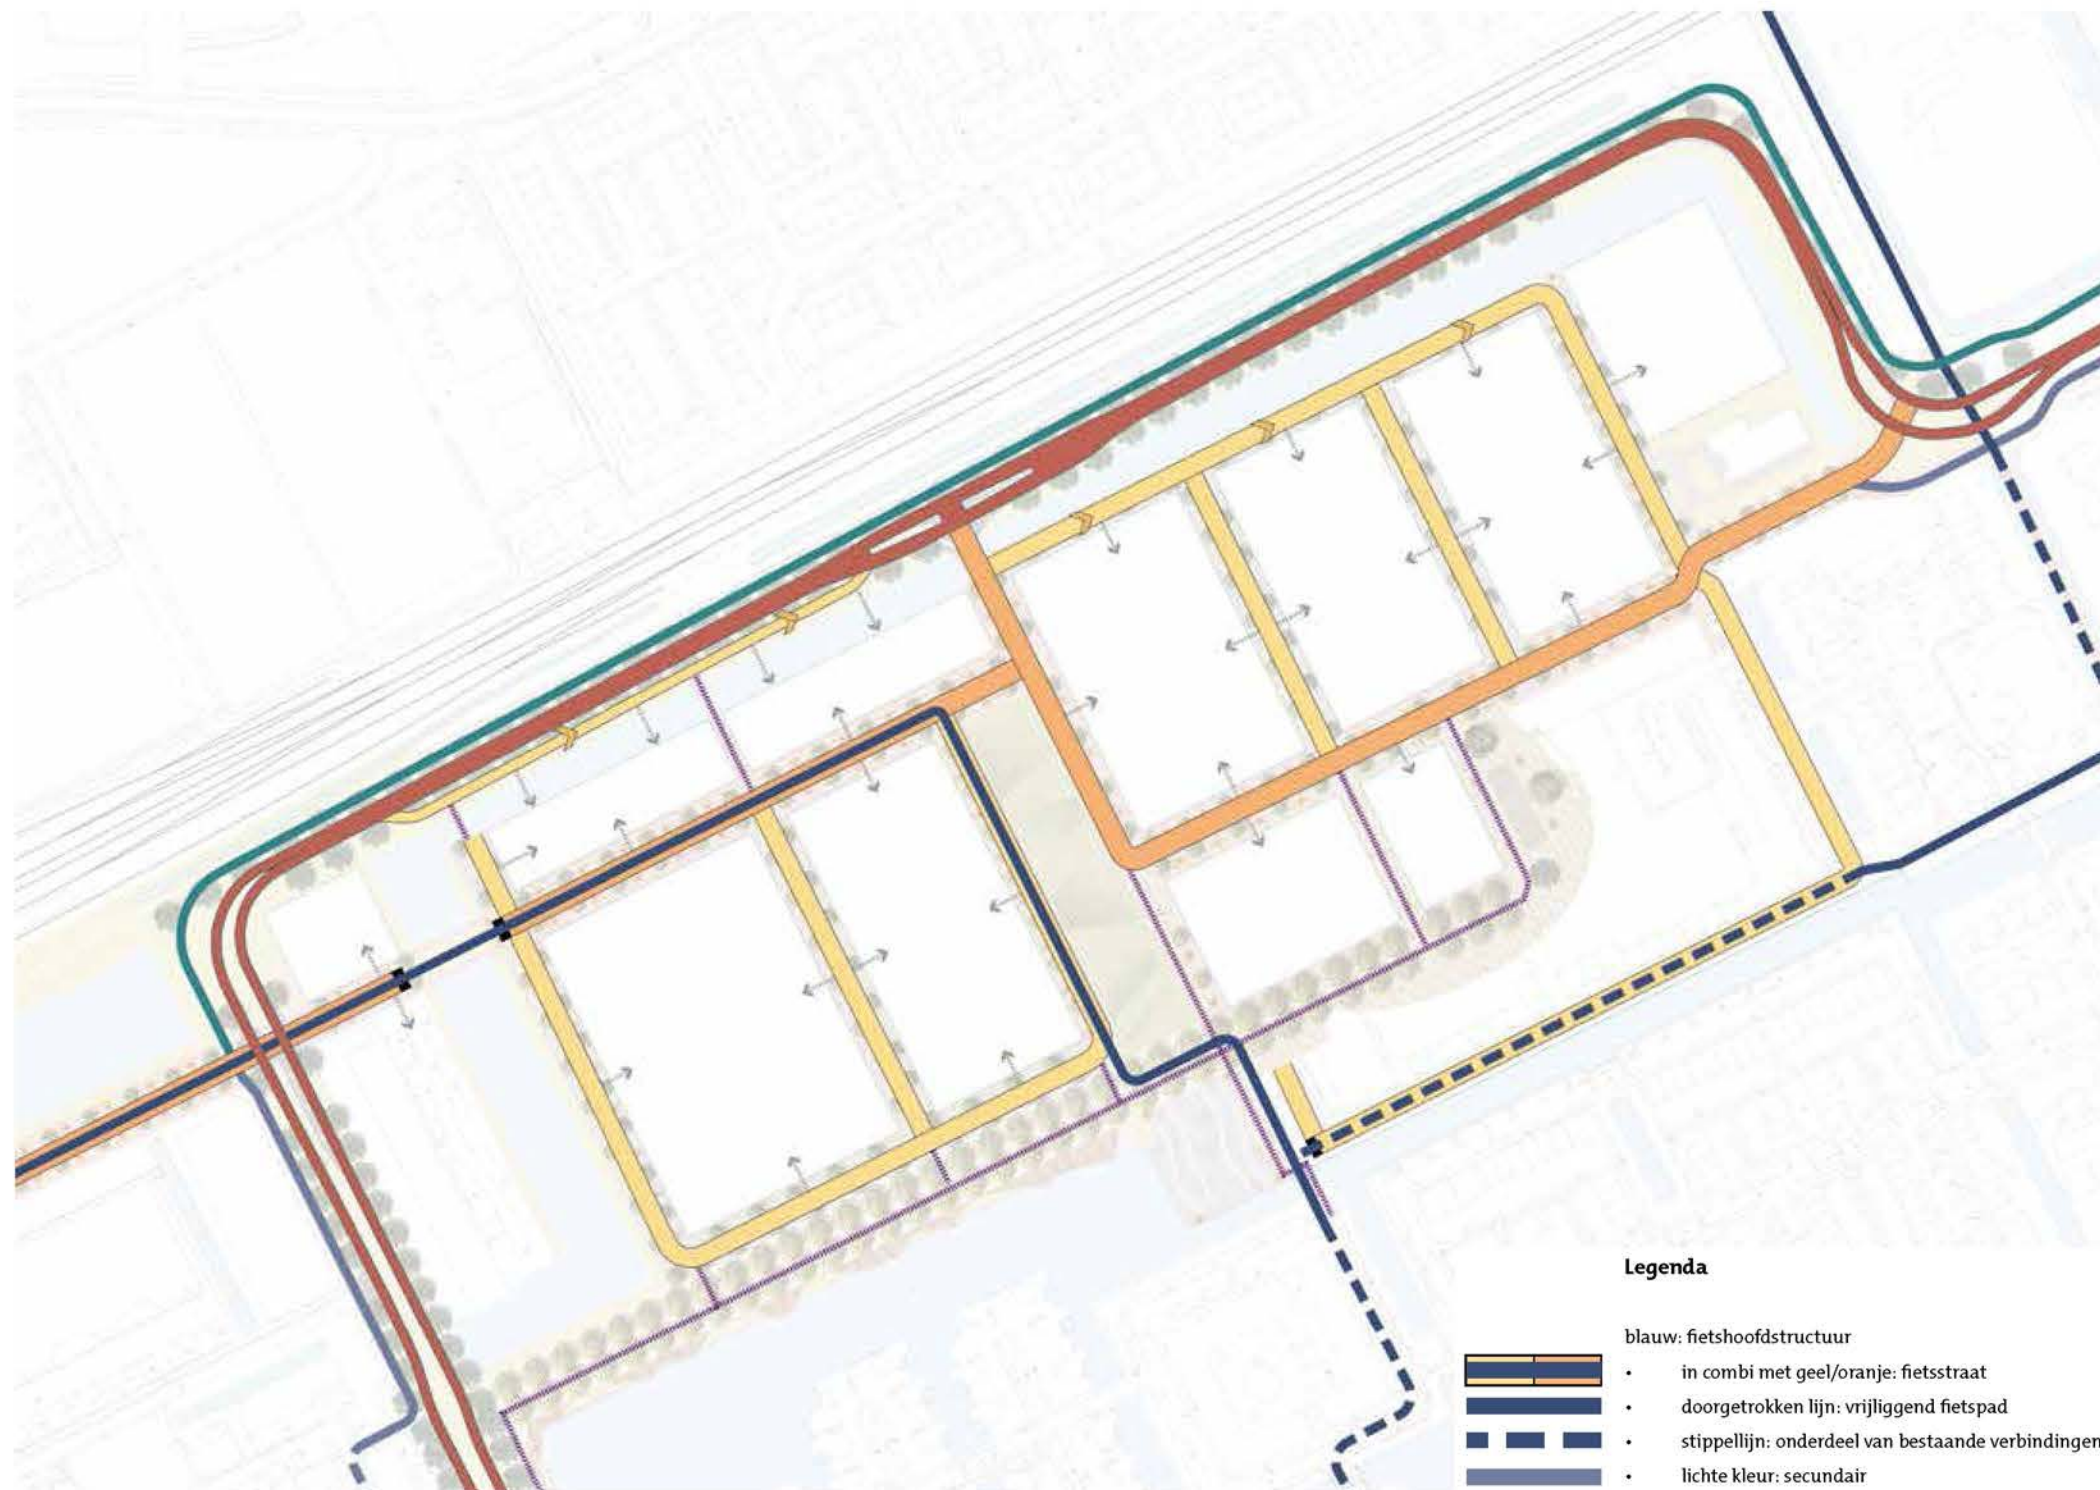 Legenda
blauw: fietshoofdstructuur
• in combi met geel/oranje: fietsstraat
• doorgetrokken lijn: vrijliggend fietspad
• stippellijn: onderdeel van bestaande verbindingen
• lichte kleur: secundair